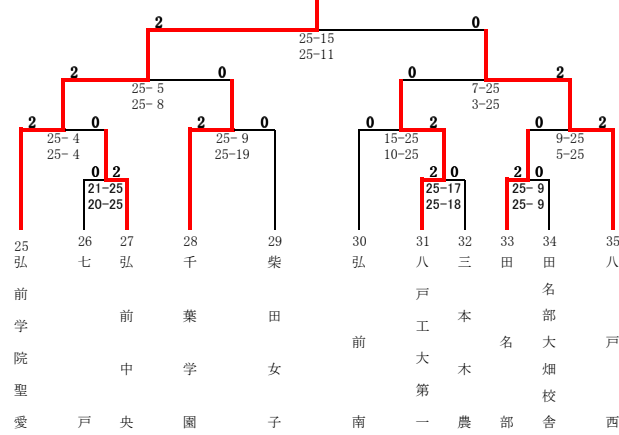 2 0
25-15
25-11
2 0 0 2
25- 5 7-25
25- 8 3-25
2 0 2 0 0 2 0 2
25- 4 25- 9 15-25 9-25
25- 4 25-19 10-25 5-25
0 2 2 0 2 0
21-25 25-17 25- 9
20-25 25-18 25- 9
25 26 27 28 29 30 31 32 33 34 35
弘前学院聖愛
七戸
弘前中央
千葉学園
柴田女子
弘前南
八戸工大第一
三本木農
田名部
田名部大畑校舎
八戸西